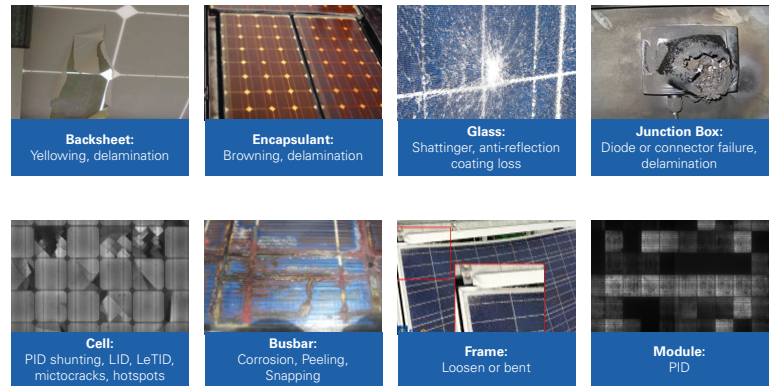 Backsheet:
Yellowing, delamination
Encapsulant:
Browning, delamination
Glass:
Shattinger, anti-reflection
coating loss
Junction Box:
Diode or connector failure,
delamination
Cell:
PID shunting, LID, LeTID,
mictocracks, hotspots
Busbar:
Corrosion, Peeling,
Snapping
Frame:
Loosen or bent
Module:
PID